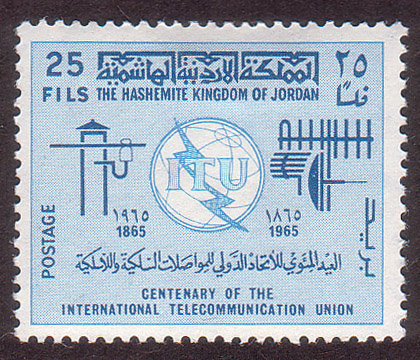 25 المملكة الاردنية الهاشمية ٢٥
FILS THE HASHEMITE KINGDOM OF JORDAN فلسًا
ITU
١٩٦٥ ١٨٦٥
1865 1965
POSTAGE
بريد
العيد المئوي للاتحاد الدولي للمواصلات السلكية واللاسلكية
CENTENARY OF THE
INTERNATIONAL TELECOMMUNICATION UNION